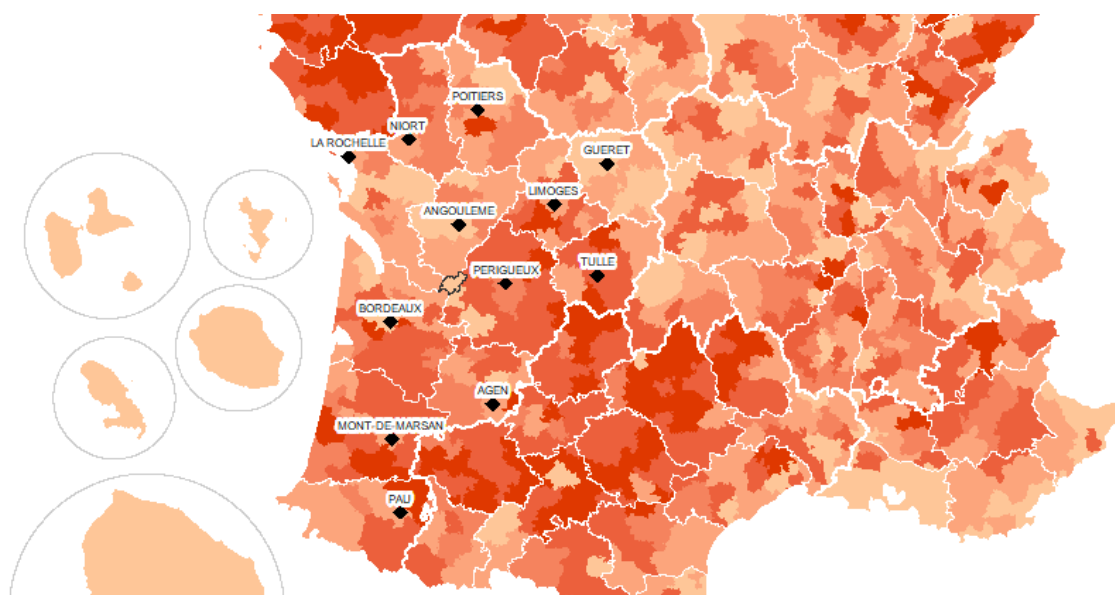 POITIERS
NIORT
LA ROCHELLE
GUERET
LIMOGES
ANGOULEME
TULLE
PERIGUEUX
BORDEAUX
AGEN
MONT-DE-MARSAN
PAU